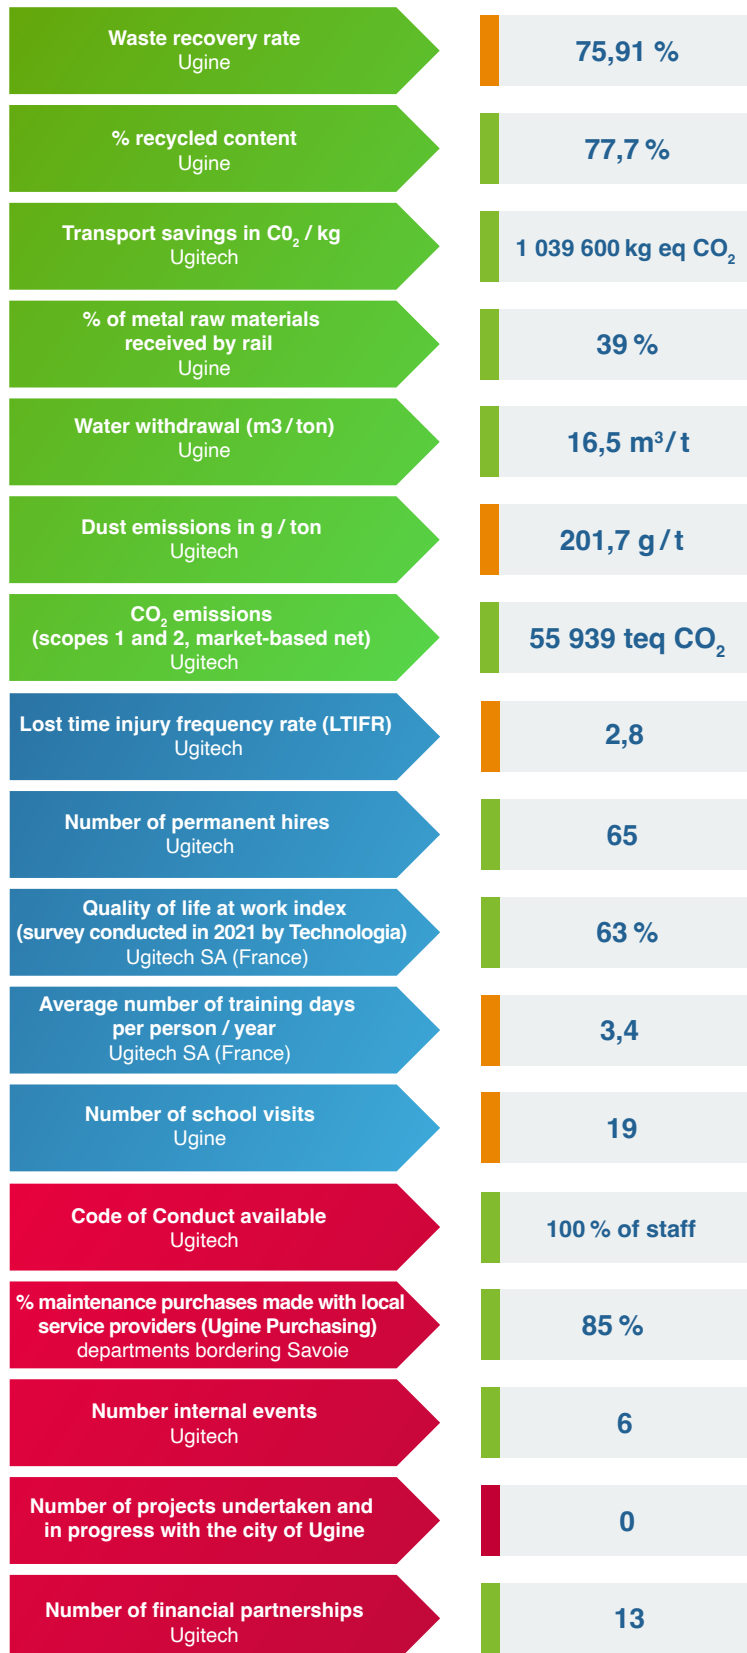 Waste recovery rate
Ugine
75,91 %
% recycled content
Ugine
77,7 %
Transport savings in C0₂ / kg
Ugitech
1 039 600 kg eq CO₂
% of metal raw materials
received by rail
Ugine
39 %
Water withdrawal (m3 / ton)
Ugine
16,5 m³/ t
Dust emissions in g / ton
Ugitech
201,7 g / t
CO₂ emissions
(scopes 1 and 2, market-based net)
Ugitech
55 939 teq CO₂
Lost time injury frequency rate (LTIFR)
Ugitech
2,8
Number of permanent hires
Ugitech
65
Quality of life at work index
(survey conducted in 2021 by Technologia)
Ugitech SA (France)
63 %
Average number of training days
per person / year
Ugitech SA (France)
3,4
Number of school visits
Ugine
19
Code of Conduct available
Ugitech
100 % of staff
% maintenance purchases made with local
service providers (Ugine Purchasing)
departments bordering Savoie
85 %
Number internal events
Ugitech
6
Number of projects undertaken and
in progress with the city of Ugine
0
Number of financial partnerships
Ugitech
13